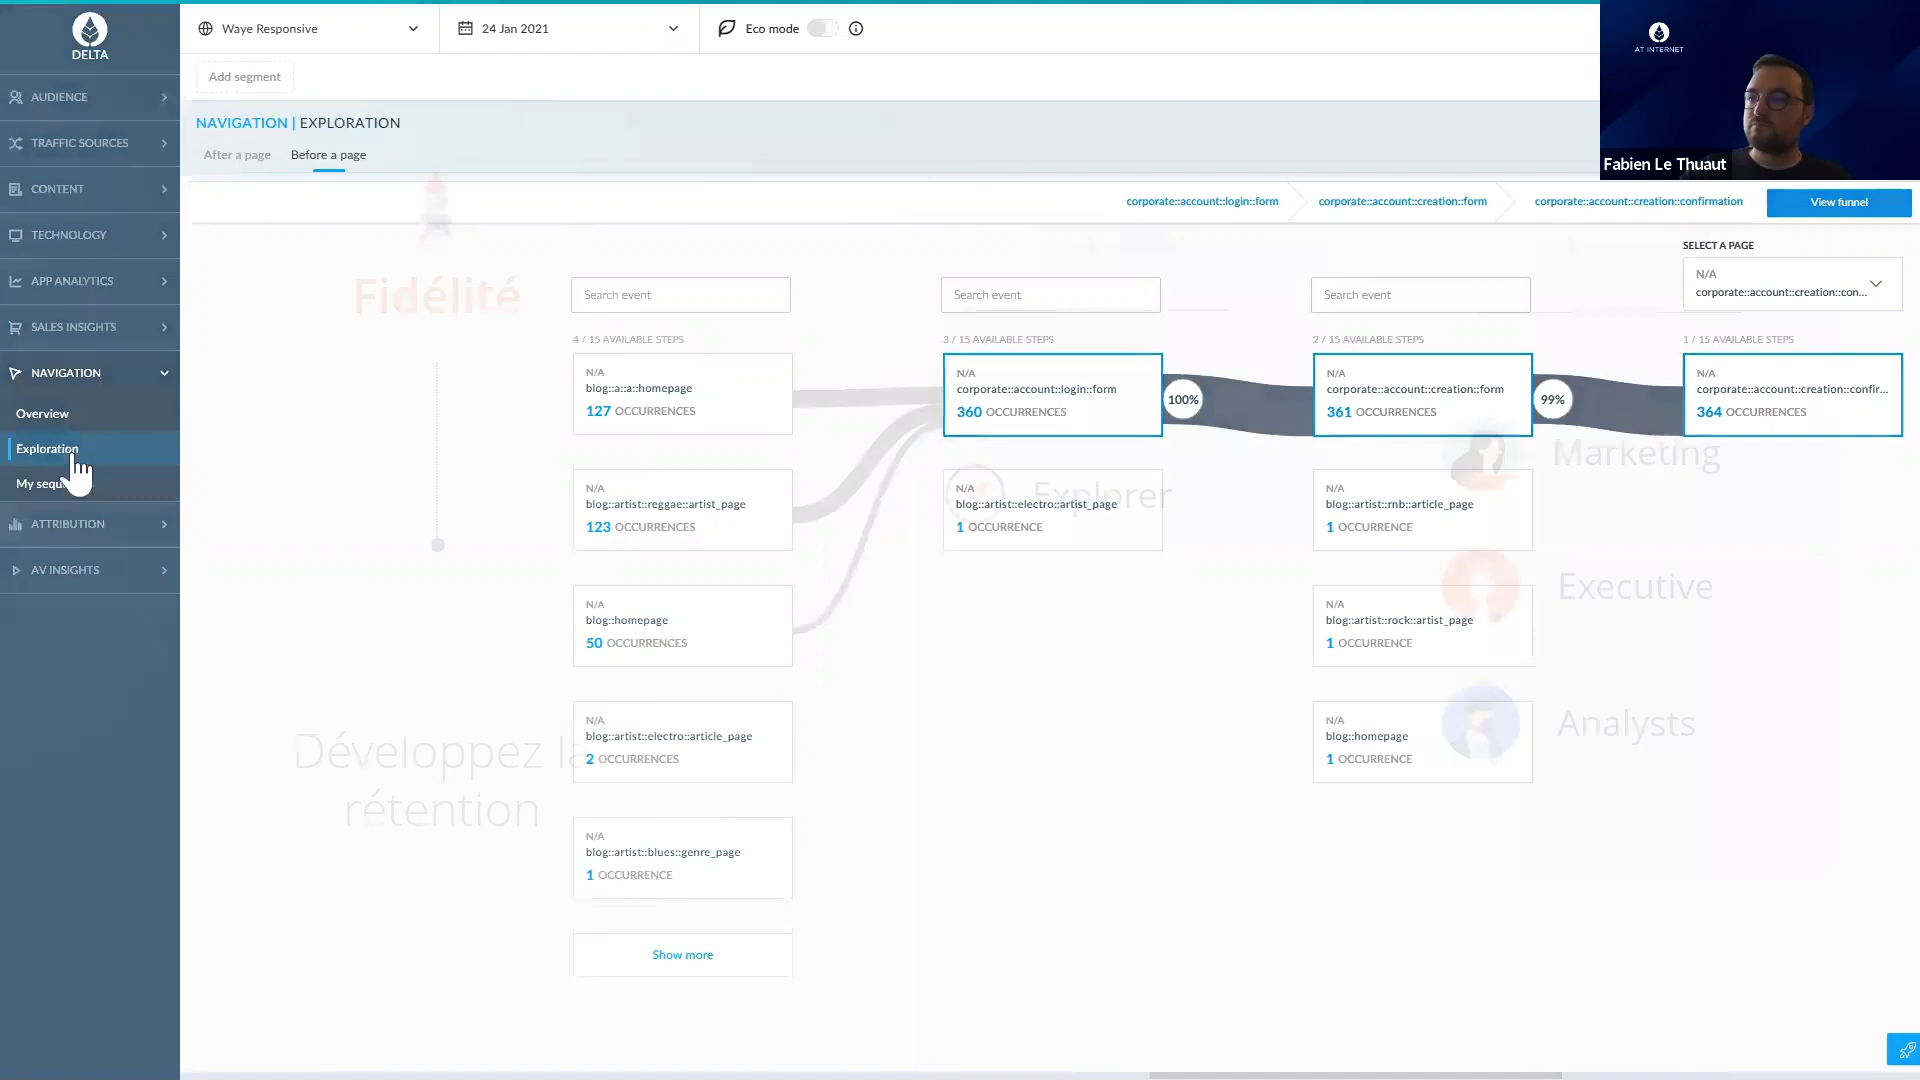 DELTA
Waye Responsive
24 Jan 2021
Eco mode
AT INTERNET
Fabien Le Thuaut
Add segment
NAVIGATION | EXPLORATION
After a page
Before a page
AUDIENCE
TRAFFIC SOURCES
CONTENT
TECHNOLOGY
APP ANALYTICS
SALES INSIGHTS
NAVIGATION
Overview
Exploration
My sequ
ATTRIBUTION
AV INSIGHTS
corporate::account::login::form
corporate::account::creation::form
corporate::account::creation::confirmation
View funnel
SELECT A PAGE
N/A
corporate::account::creation::con...
Search event
Search event
Search event
4 / 15 AVAILABLE STEPS
N/A
blog::a::a::homepage
127 OCCURRENCES
N/A
blog::artist::reggae::artist_page
123 OCCURRENCES
N/A
blog::homepage
50 OCCURRENCES
N/A
blog::artist::electro::article_page
2 OCCURRENCES
N/A
blog::artist::blues::genre_page
1 OCCURRENCE
Show more
3 / 15 AVAILABLE STEPS
N/A
corporate::account::login::form
360 OCCURRENCES
100%
N/A
blog::artist::electro::artist_page
1 OCCURRENCE
2 / 15 AVAILABLE STEPS
N/A
corporate::account::creation::form
361 OCCURRENCES
99%
N/A
blog::artist::rnb::article_page
1 OCCURRENCE
N/A
blog::artist::rock::artist_page
1 OCCURRENCE
N/A
blog::homepage
1 OCCURRENCE
1 / 15 AVAILABLE STEPS
N/A
corporate::account::creation::confir...
364 OCCURRENCES
Fidélité
Développez la
rétention
Explorer
Marketing
Executive
Analysts